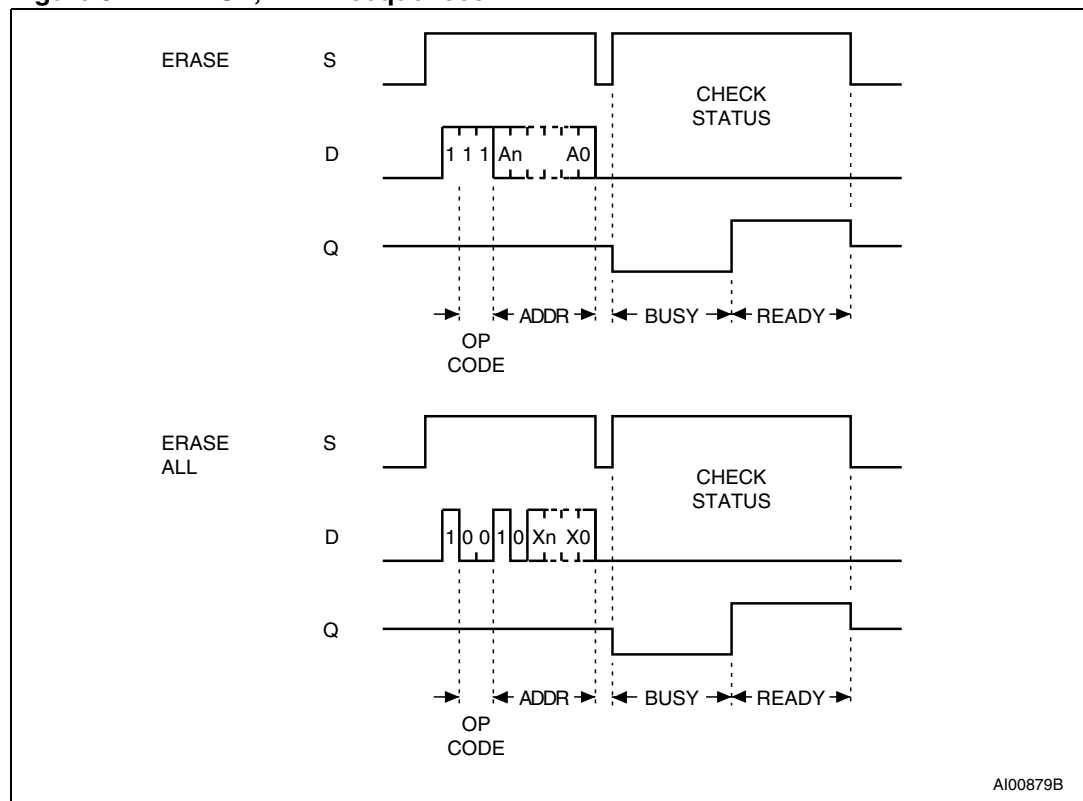 ERASE S
CHECK
STATUS
D 1 1 1 An A0
Q
ADDR BUSY READY
OP
CODE
ERASE S
ALL
CHECK
STATUS
D 1 0 0 1 0 Xn X0
Q
ADDR BUSY READY
OP
CODE
AI00879B